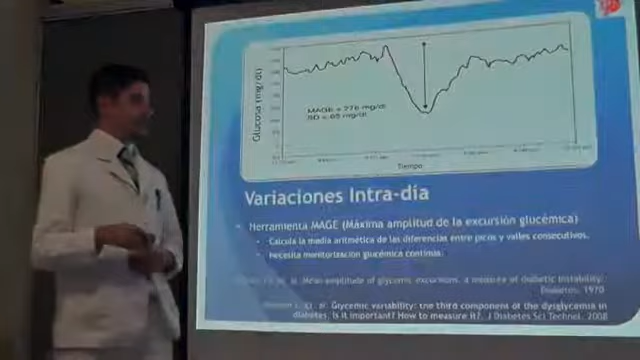 Glucosa (mg/dl)
MAGE = 276 mg/dl
SD = 65 mg/dl
Tiempo
Variaciones Intra-día
Herramienta MAGE (Máxima amplitud de la excursión glucémica)
Calcula la media aritmética de las diferencias entre picos y valles consecutivos.
Necesita monitorización glucémica continua.
Mean amplitude of glycemic excursions, a measure of diabetic instability.
Diabetes. 1970
Glycemic variability: the third component of the dysglycemia in
diabetes. Is it important? How to measure it?. J Diabetes Sci Technol. 2008